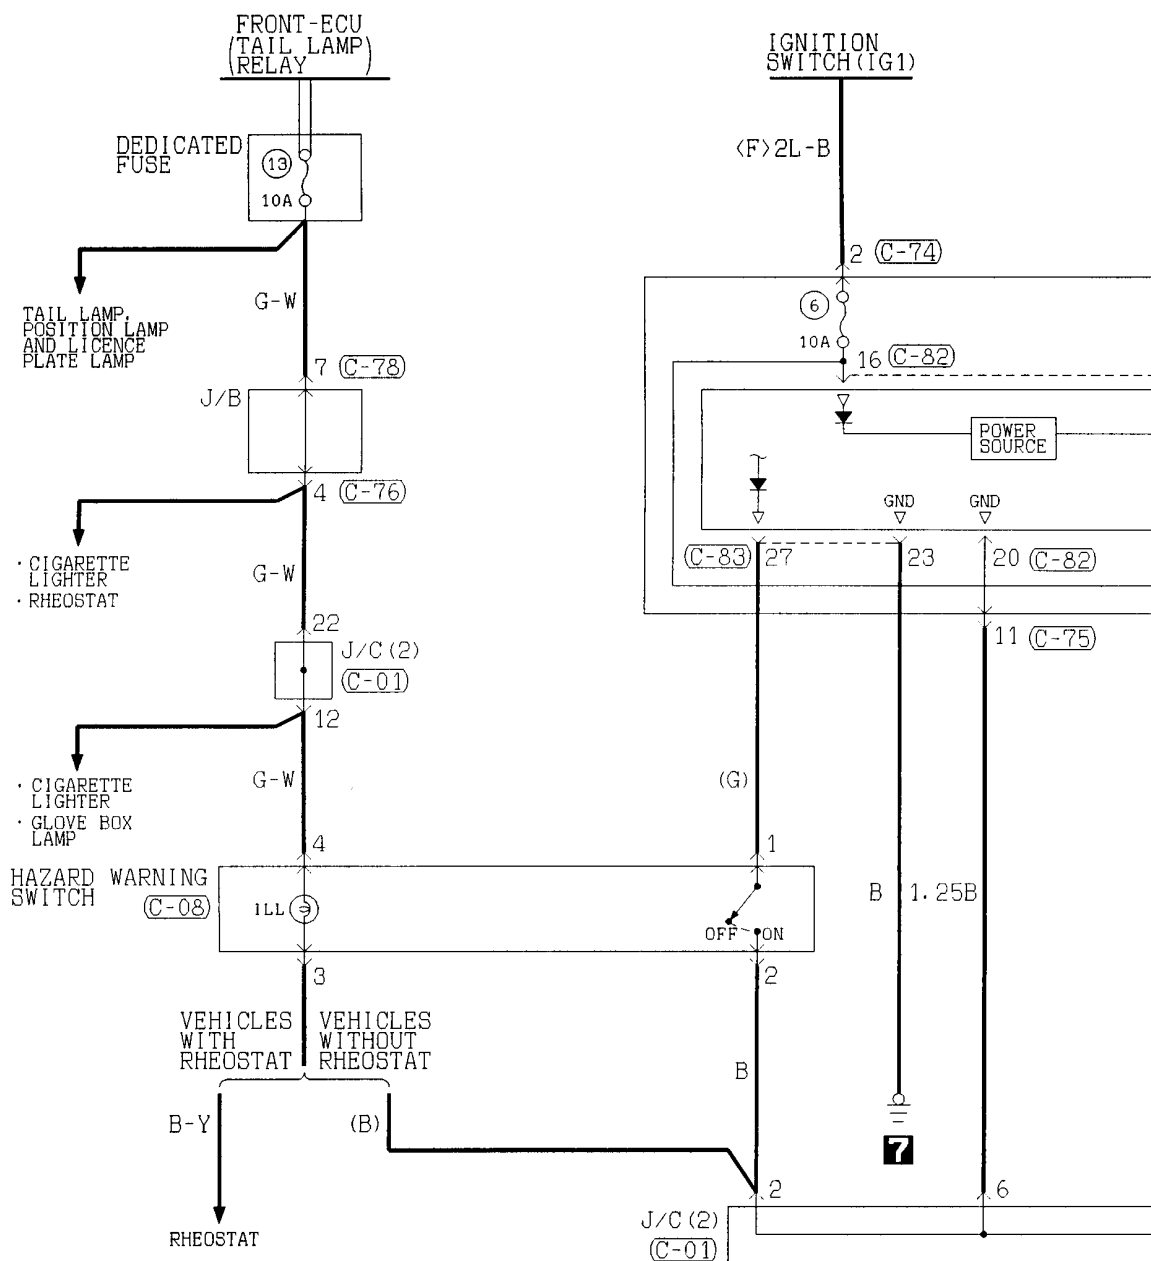 FRONT-ECU
(TAIL LAMP)
RELAY
IGNITION
SWITCH(IG1)
DEDICATED
FUSE
13
10A
<F>2L-B
2 C-74
6
10A
16 C-82
TAIL LAMP,
POSITION LAMP
AND LICENCE
PLATE LAMP
G-W
7 C-78
J/B
POWER
SOURCE
4 C-76
GND
GND
C-83 27
23
20 C-82
· CIGARETTE
LIGHTER
· RHEOSTAT
G-W
22
J/C(2)
C-01
11 C-75
12
· CIGARETTE
LIGHTER
· GLOVE BOX
LAMP
G-W
(G)
4
1
HAZARD WARNING
SWITCH
C-08
ILL
OFF
ON
B
1.25B
3
2
VEHICLES
WITH
RHEOSTAT
VEHICLES
WITHOUT
RHEOSTAT
B
B-Y
(B)
7
2
6
RHEOSTAT
J/C(2)
C-01